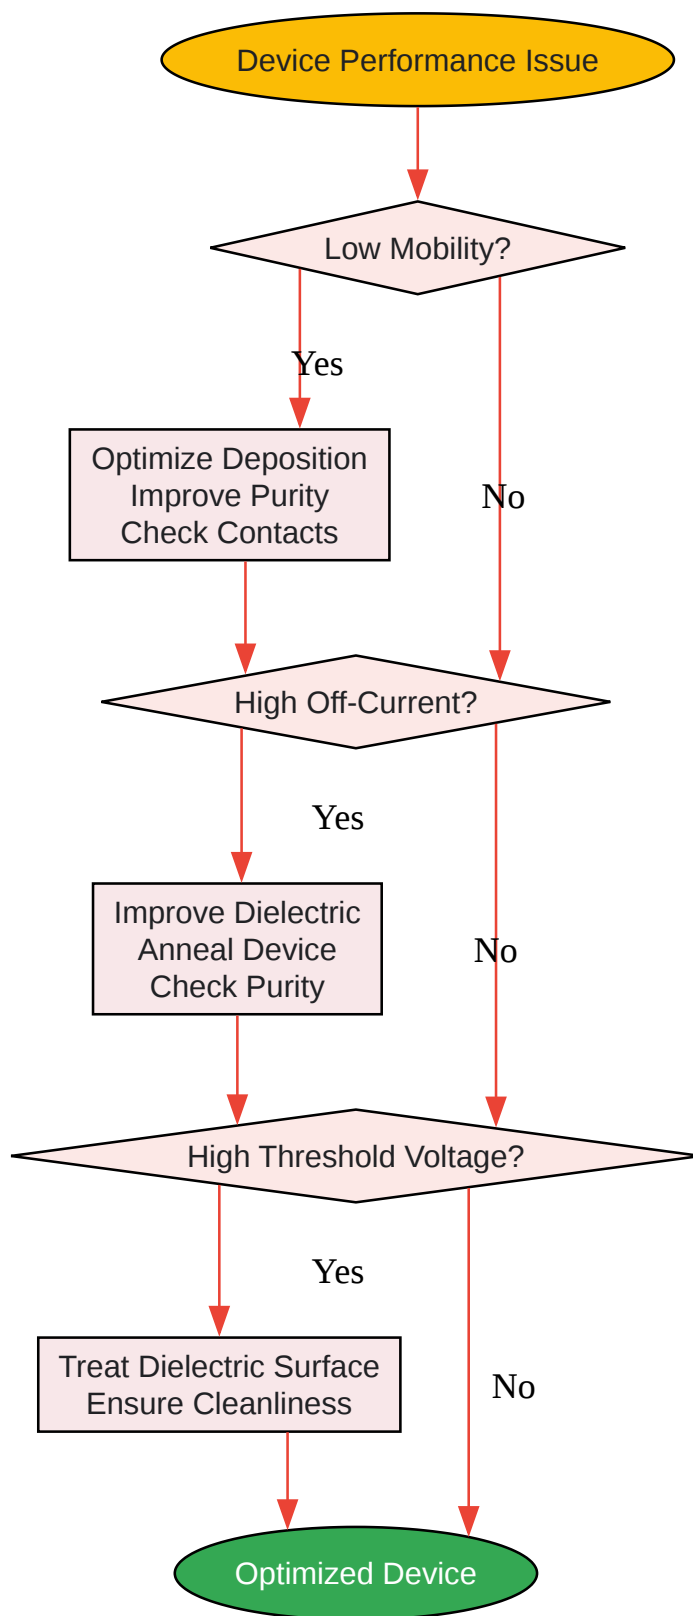 Device Performance Issue
Low Mobility?
Yes
Optimize Deposition
Improve Purity
Check Contacts
No
High Off-Current?
Yes
Improve Dielectric
Anneal Device
Check Purity
No
High Threshold Voltage?
Yes
Treat Dielectric Surface
Ensure Cleanliness
No
Optimized Device